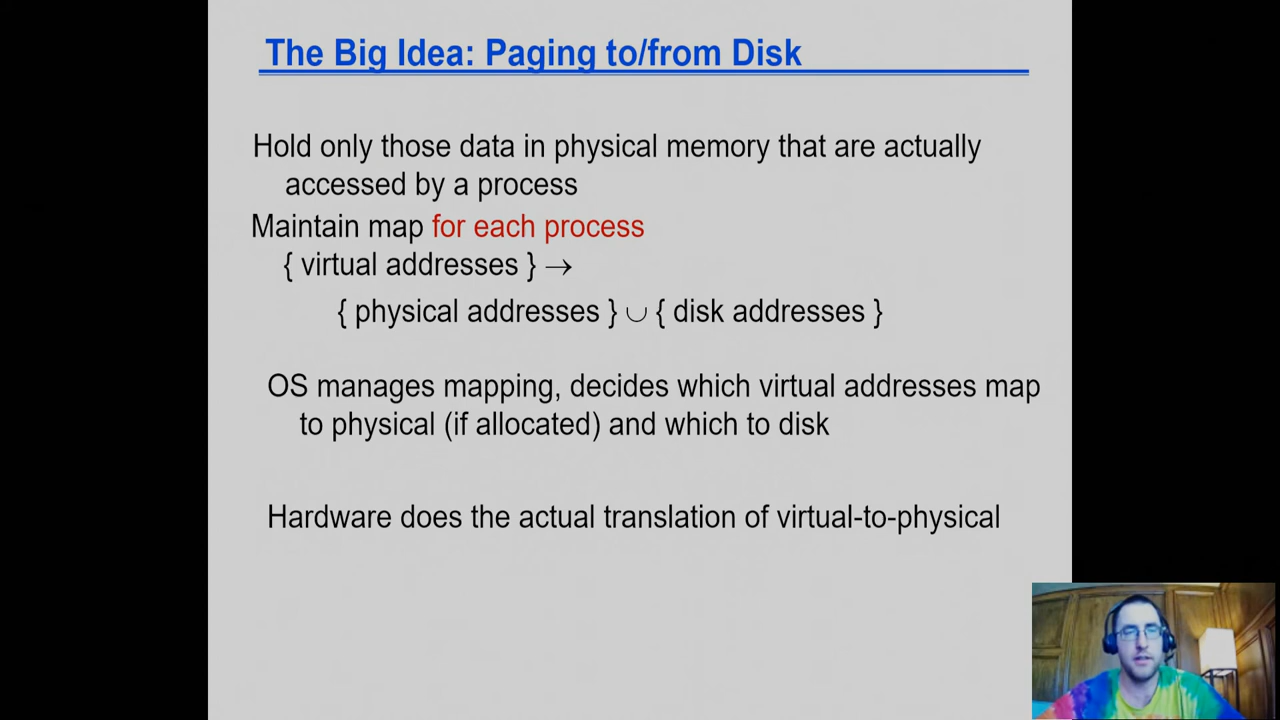 The Big Idea: Paging to/from Disk
Hold only those data in physical memory that are actually
accessed by a process
Maintain map for each process
{ virtual addresses } →
{ physical addresses } ∪ { disk addresses }
OS manages mapping, decides which virtual addresses map
to physical (if allocated) and which to disk
Hardware does the actual translation of virtual-to-physical